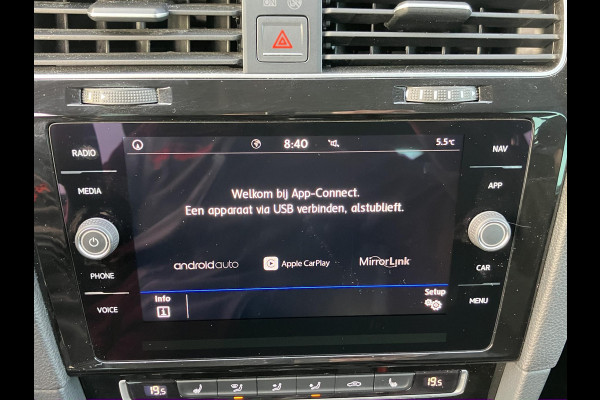 8:40 5.5°C
RADIO NAV
MEDIA APP
Welkom bij App-Connect.
Een apparaat via USB verbinden, alstublieft.
androidauto Apple CarPlay MirrorLink
PHONE CAR
Info Setup
VOICE MENU
19.5 19.5